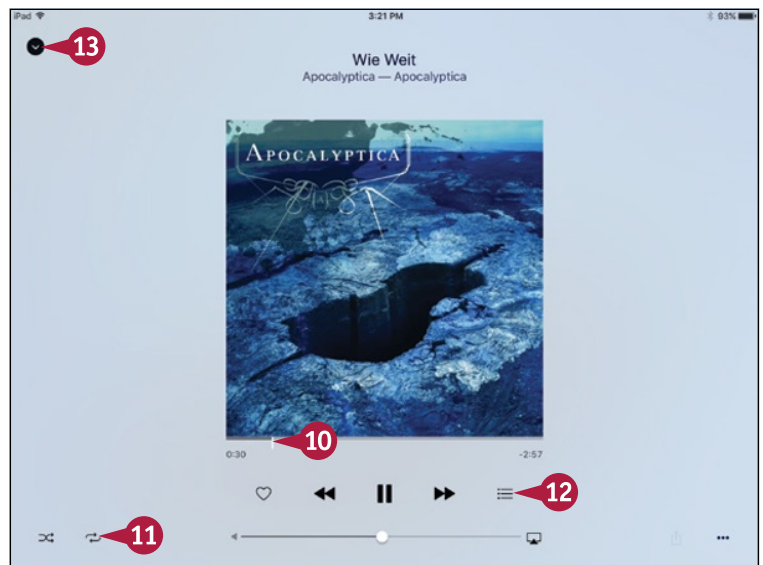 iPad 3:21 PM 93%
13
Wie Weit
Apocalyptica — Apocalyptica
APOCALYPTICA
10
0:30 -2:57
12
11